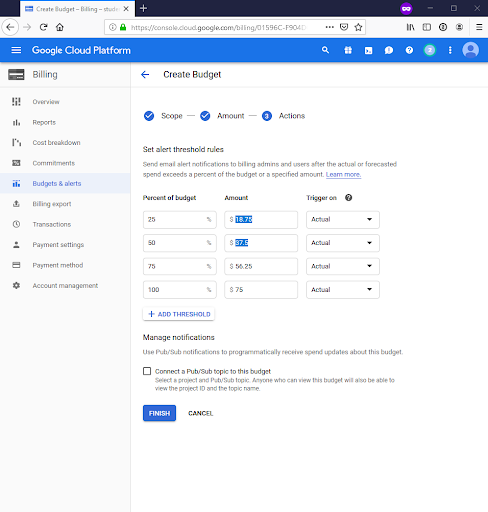 Create Budget – Billing – stud
https://console.cloud.google.com/billing/01596C-F904D
Google Cloud Platform
Billing
Create Budget
Overview
Reports
Cost breakdown
Commitments
Budgets & alerts
Billing export
Transactions
Payment settings
Payment method
Account management
Scope — Amount — 3 Actions
Set alert threshold rules
Send email alert notifications to billing admins and users after the actual or forecasted
spend exceeds a percent of the budget or a specified amount. Learn more.
Percent of budget Amount Trigger on
25 % $ 18.75 Actual
50 % $ 37.5 Actual
75 % $ 56.25 Actual
100 % $ 75 Actual
+ ADD THRESHOLD
Manage notifications
Use Pub/Sub notifications to programmatically receive spend updates about this budget.
Connect a Pub/Sub topic to this budget
Select a project and Pub/Sub topic. Anyone who can view this budget will also be able to
view the project ID and the topic name.
FINISH CANCEL